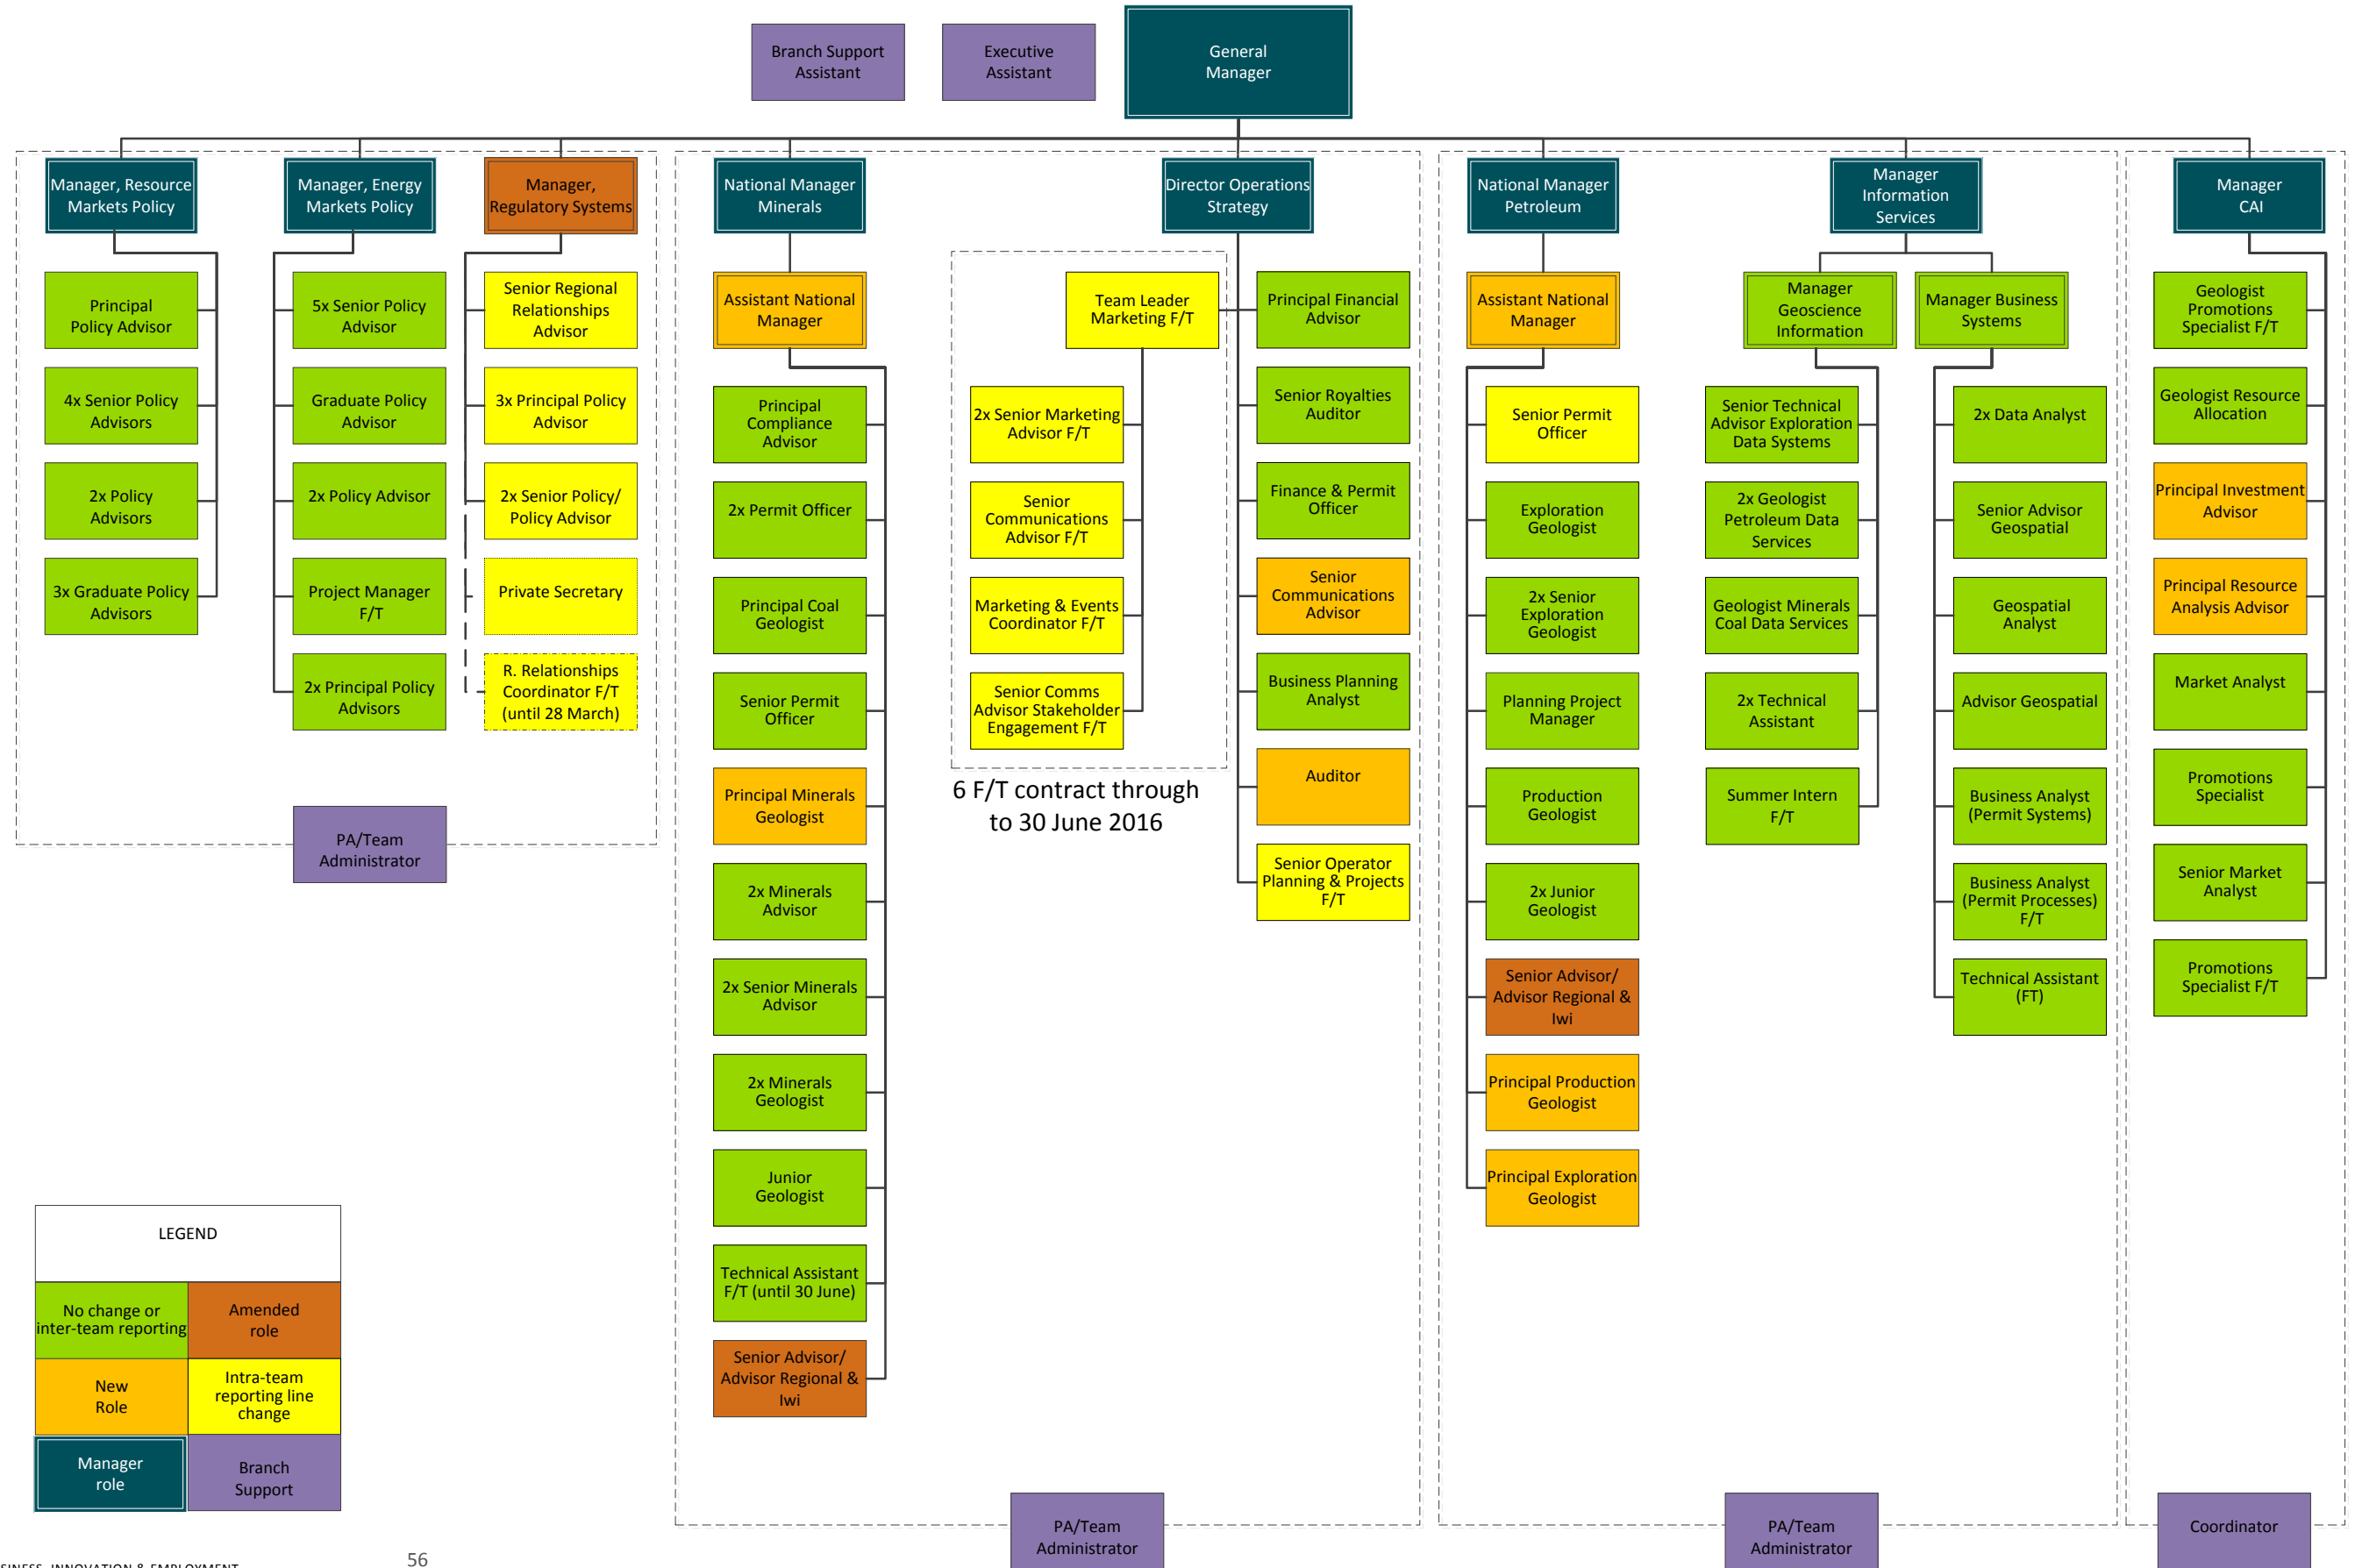 Branch Support
Assistant
Executive
Assistant
General
Manager
Manager, Resource
Markets Policy
Principal
Policy Advisor
4x Senior Policy
Advisors
2x Policy
Advisors
3x Graduate Policy
Advisors
Manager, Energy
Markets Policy
5x Senior Policy
Advisor
Graduate Policy
Advisor
2x Policy Advisor
Project Manager
F/T
2x Principal Policy
Advisors
Manager,
Regulatory Systems
Senior Regional
Relationships
Advisor
3x Principal Policy
Advisor
2x Senior Policy/
Policy Advisor
Private Secretary
R. Relationships
Coordinator F/T
(until 28 March)
PA/Team
Administrator
National Manager
Minerals
Assistant National
Manager
Principal
Compliance
Advisor
2x Permit Officer
Principal Coal
Geologist
Senior Permit
Officer
Principal Minerals
Geologist
2x Minerals
Advisor
2x Senior Minerals
Advisor
2x Minerals
Geologist
Junior
Geologist
Technical Assistant
F/T (until 30 June)
Senior Advisor/
Advisor Regional &
Iwi
Director Operations
Strategy
Team Leader
Marketing F/T
2x Senior Marketing
Advisor F/T
Senior
Communications
Advisor F/T
Marketing & Events
Coordinator F/T
Senior Comms
Advisor Stakeholder
Engagement F/T
6 F/T contract through
to 30 June 2016
Principal Financial
Advisor
Senior Royalties
Auditor
Finance & Permit
Officer
Senior
Communications
Advisor
Business Planning
Analyst
Auditor
Senior Operator
Planning & Projects
F/T
PA/Team
Administrator
National Manager
Petroleum
Assistant National
Manager
Senior Permit
Officer
Exploration
Geologist
2x Senior
Exploration
Geologist
Planning Project
Manager
Production
Geologist
2x Junior
Geologist
Senior Advisor/
Advisor Regional &
Iwi
Principal Production
Geologist
Principal Exploration
Geologist
Manager
Information
Services
Manager
Geoscience
Information
Senior Technical
Advisor Exploration
Data Systems
2x Geologist
Petroleum Data
Services
Geologist Minerals
Coal Data Services
2x Technical
Assistant
Summer Intern
F/T
Manager Business
Systems
2x Data Analyst
Senior Advisor
Geospatial
Geospatial
Analyst
Advisor Geospatial
Business Analyst
(Permit Systems)
Business Analyst
(Permit Processes)
F/T
Technical Assistant
(FT)
PA/Team
Administrator
Manager
CAI
Geologist
Promotions
Specialist F/T
Geologist Resource
Allocation
Principal Investment
Advisor
Principal Resource
Analysis Advisor
Market Analyst
Promotions
Specialist
Senior Market
Analyst
Promotions
Specialist F/T
Coordinator
LEGEND
No change or
inter-team reporting
Amended
role
New
Role
Intra-team
reporting line
change
Manager
role
Branch
Support
INNOVATION & EMPLOYMENT
56